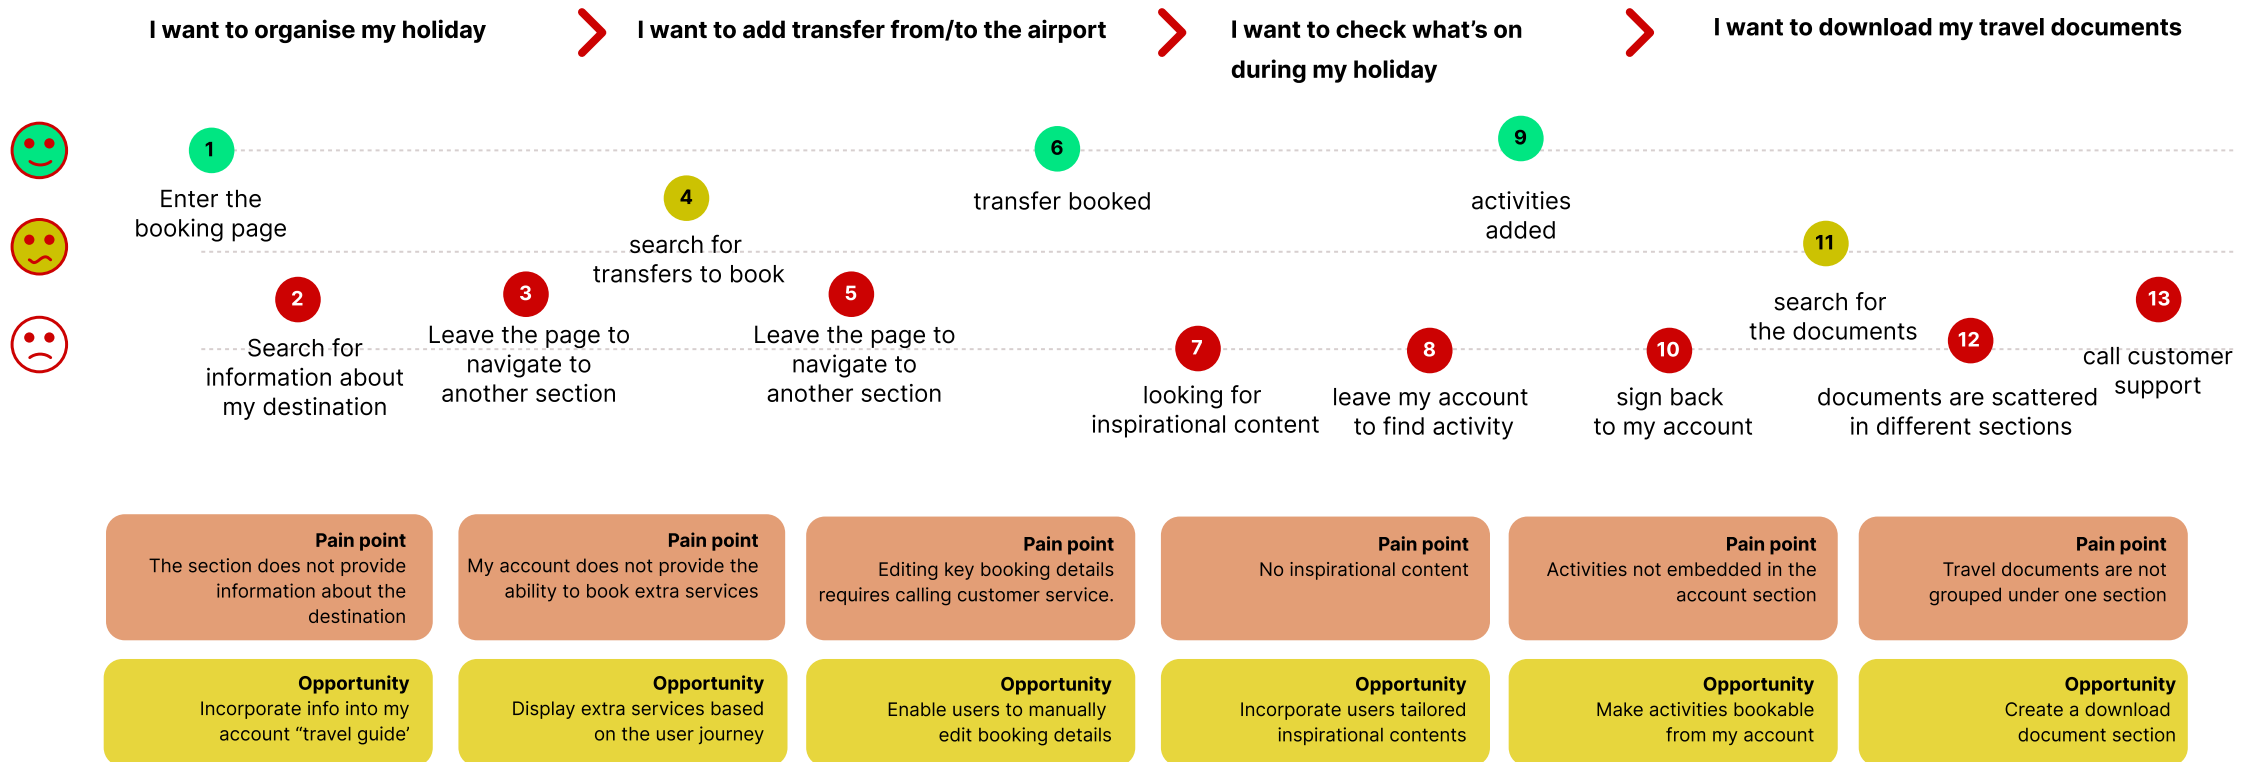 I want to organise my holiday
I want to add transfer from/to the airport
I want to check what’s on
during my holiday
I want to download my travel documents
1
Enter the
booking page
2
Search for
information about
my destination
3
Leave the page to
navigate to
another section
4
search for
transfers to book
5
Leave the page to
navigate to
another section
6
transfer booked
7
looking for
inspirational content
8
leave my account
to find activity
9
activities
added
10
sign back
to my account
11
search for
the documents
12
documents are scattered
in different sections
13
call customer
support
Pain point
The section does not provide
information about the
destination
Pain point
My account does not provide the
ability to book extra services
Pain point
Editing key booking details
requires calling customer service.
Pain point
No inspirational content
Pain point
Activities not embedded in the
account section
Pain point
Travel documents are not
grouped under one section
Opportunity
Incorporate info into my
account “travel guide’
Opportunity
Display extra services based
on the user journey
Opportunity
Enable users to manually
edit booking details
Opportunity
Incorporate users tailored
inspirational contents
Opportunity
Make activities bookable
from my account
Opportunity
Create a download
document section